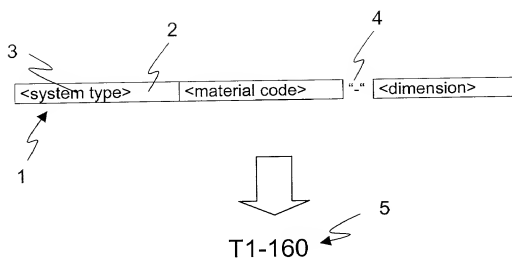 3
2
4
<system type>
<material code>
"-"
<dimension>
1
5
T1-160